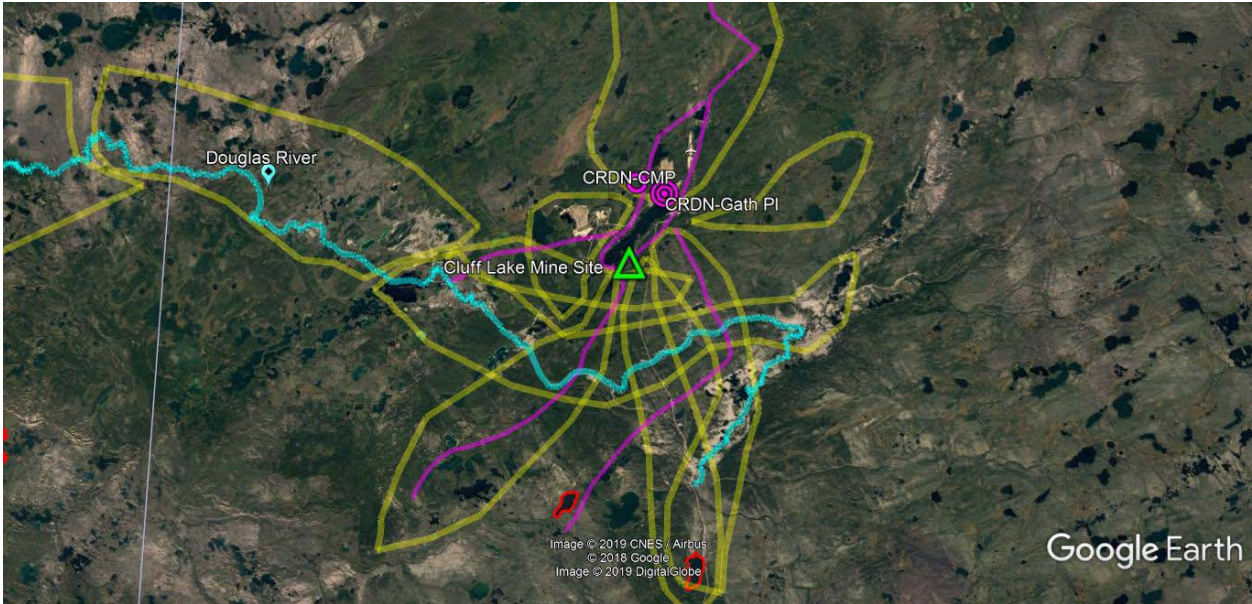 Douglas River
CRDN-CMP
CRDN-Gath Pl
Cluff Lake Mine Site
Image © 2019 CNES / Airbus
© 2018 Google
Image © 2019 DigitalGlobe
Google Earth